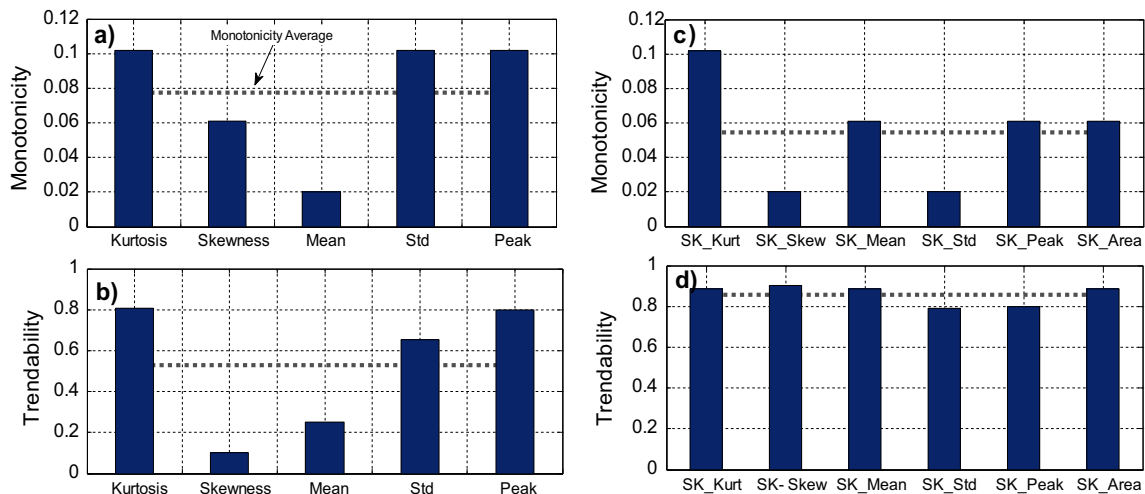 a)
Monotonicity Average
Monotonicity
0.12
0.1
0.08
0.06
0.04
0.02
0
Kurtosis Skewness Mean Std Peak
b)
Trendability
1
0.8
0.6
0.4
0.2
0
Kurtosis Skewness Mean Std Peak
c)
Monotonicity
0.12
0.1
0.08
0.06
0.04
0.02
0
SK_Kurt SK_Skew SK_Mean SK_Std SK_Peak SK_Area
d)
Trendability
1
0.8
0.6
0.4
0.2
0
SK_Kurt SK- Skew SK_Mean SK_Std SK_Peak SK_Area